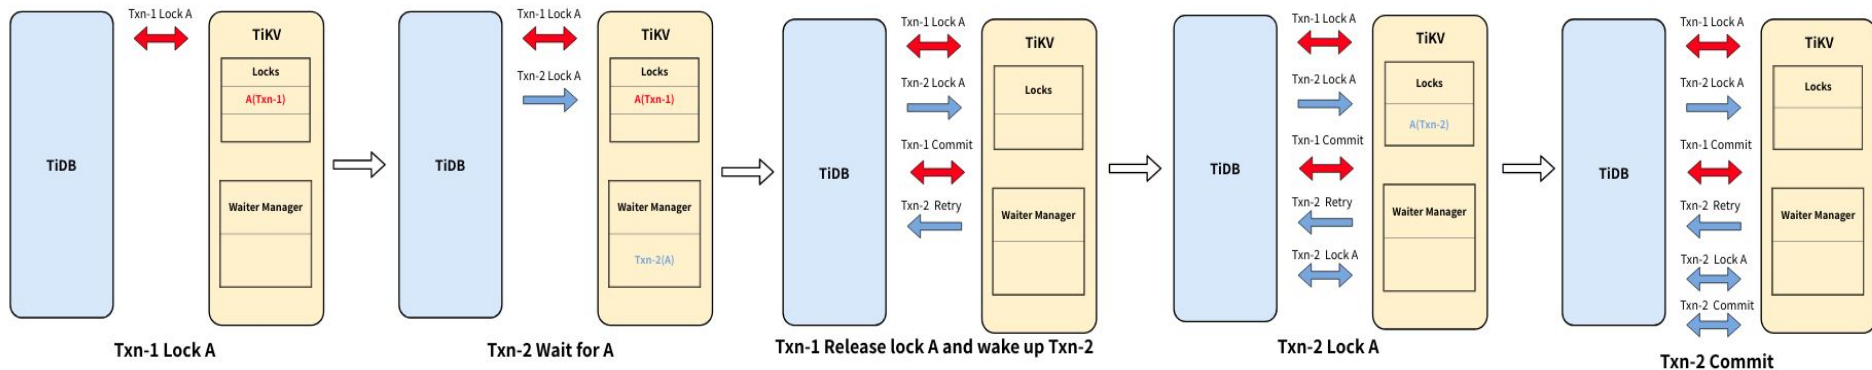 Txn-1 Lock A
TiDB
TiKV
Locks
A(Txn-1)
Waiter Manager
Txn-1 Lock A
Txn-1 Lock A
Txn-2 Lock A
TiDB
TiKV
Locks
A(Txn-1)
Waiter Manager
Txn-2(A)
Txn-2 Wait for A
Txn-1 Lock A
Txn-2 Lock A
Txn-1 Commit
Txn-2 Retry
TiDB
TiKV
Locks
Waiter Manager
Txn-1 Release lock A and wake up Txn-2
Txn-1 Lock A
Txn-2 Lock A
Txn-1 Commit
Txn-2 Retry
Txn-2 Lock A
TiDB
TiKV
Locks
A(Txn-2)
Waiter Manager
Txn-2 Lock A
Txn-1 Lock A
Txn-2 Lock A
Txn-1 Commit
Txn-2 Retry
Txn-2 Lock A
Txn-2 Commit
TiDB
TiKV
Locks
Waiter Manager
Txn-2 Commit